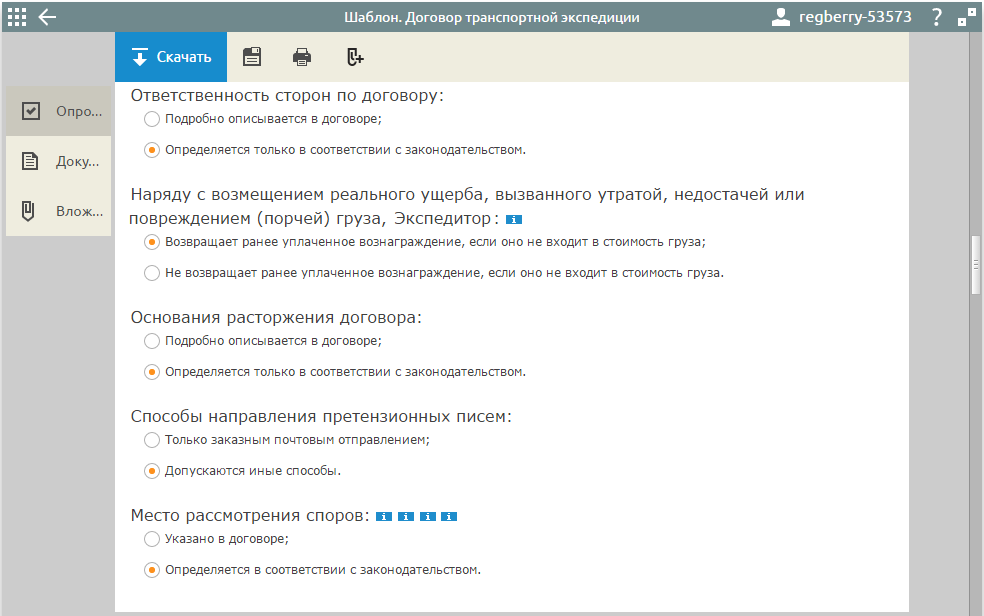 Шаблон. Договор транспортной экспедиции
regberry-53573
?
Скачать
Опро...
Доку...
Влож...
Ответственность сторон по договору:
Подробно описывается в договоре;
Определяется только в соответствии с законодательством.
Наряду с возмещением реального ущерба, вызванного утратой, недостачей или
повреждением (порчей) груза, Экспедитор: i
Возвращает ранее уплаченное вознаграждение, если оно не входит в стоимость груза;
Не возвращает ранее уплаченное вознаграждение, если оно не входит в стоимость груза.
Основания расторжения договора:
Подробно описывается в договоре;
Определяется только в соответствии с законодательством.
Способы направления претензионных писем:
Только заказным почтовым отправлением;
Допускаются иные способы.
Место рассмотрения споров: i i i i
Указано в договоре;
Определяется в соответствии с законодательством.